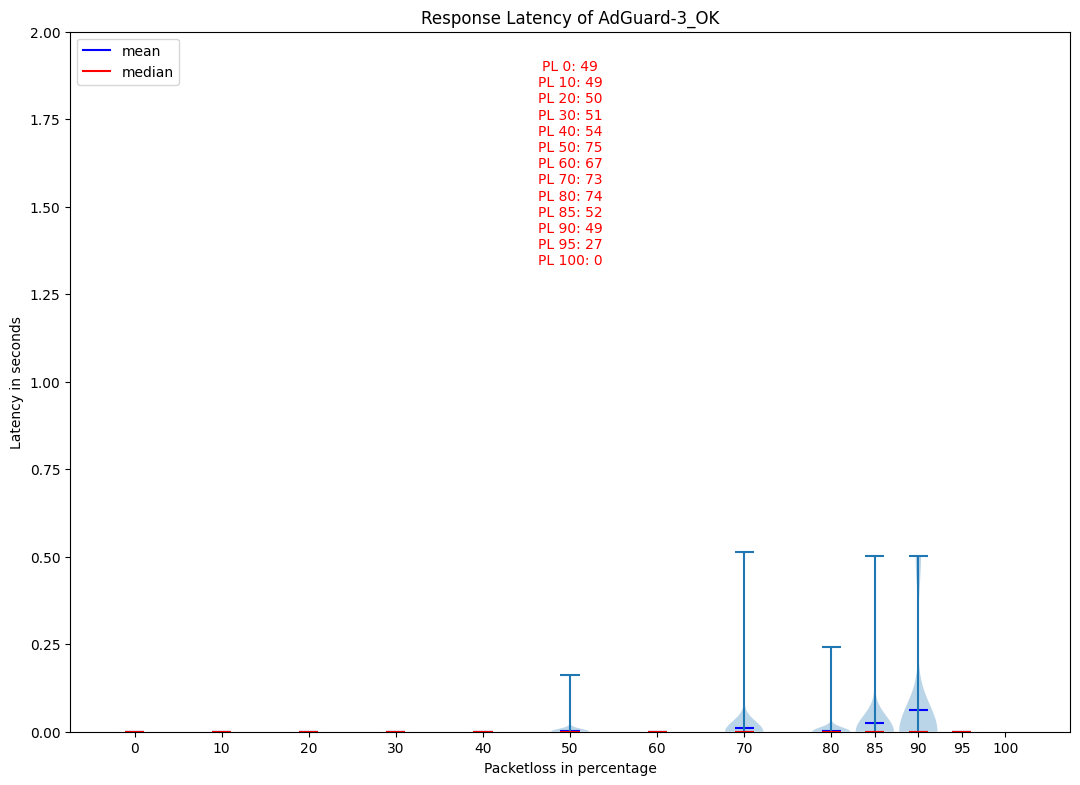 Response Latency of AdGuard-3_OK
mean
median
PL 0: 49
PL 10: 49
PL 20: 50
PL 30: 51
PL 40: 54
PL 50: 75
PL 60: 67
PL 70: 73
PL 80: 74
PL 85: 52
PL 90: 49
PL 95: 27
PL 100: 0
Latency in seconds
2.00
1.75
1.50
1.25
1.00
0.75
0.50
0.25
0.00
0 10 20 30 40 50 60 70 80 85 90 95 100
Packetloss in percentage